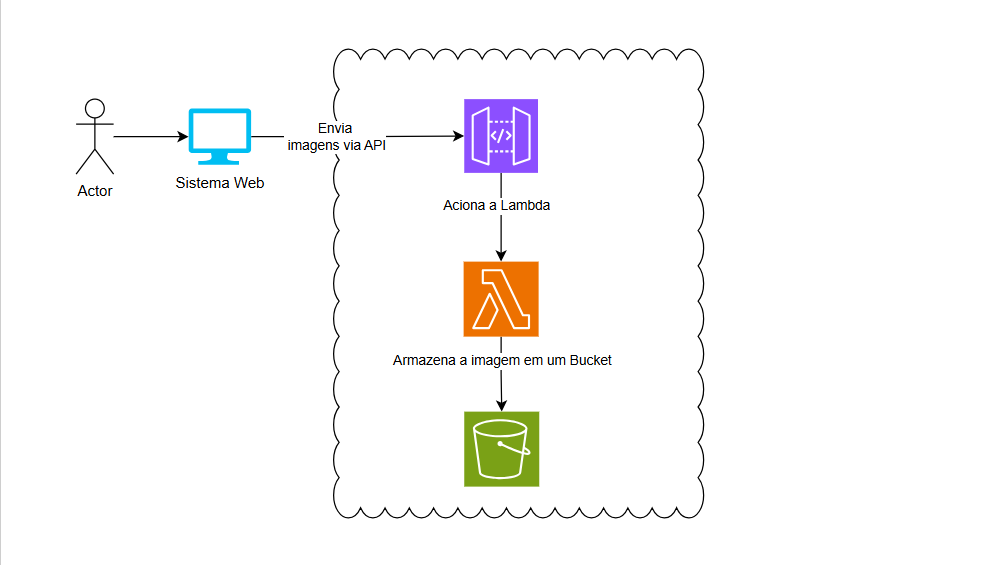 Envia
imagens via API
Actor
Sistema Web
</>
Aciona a Lambda
Armazena a imagem em um Bucket